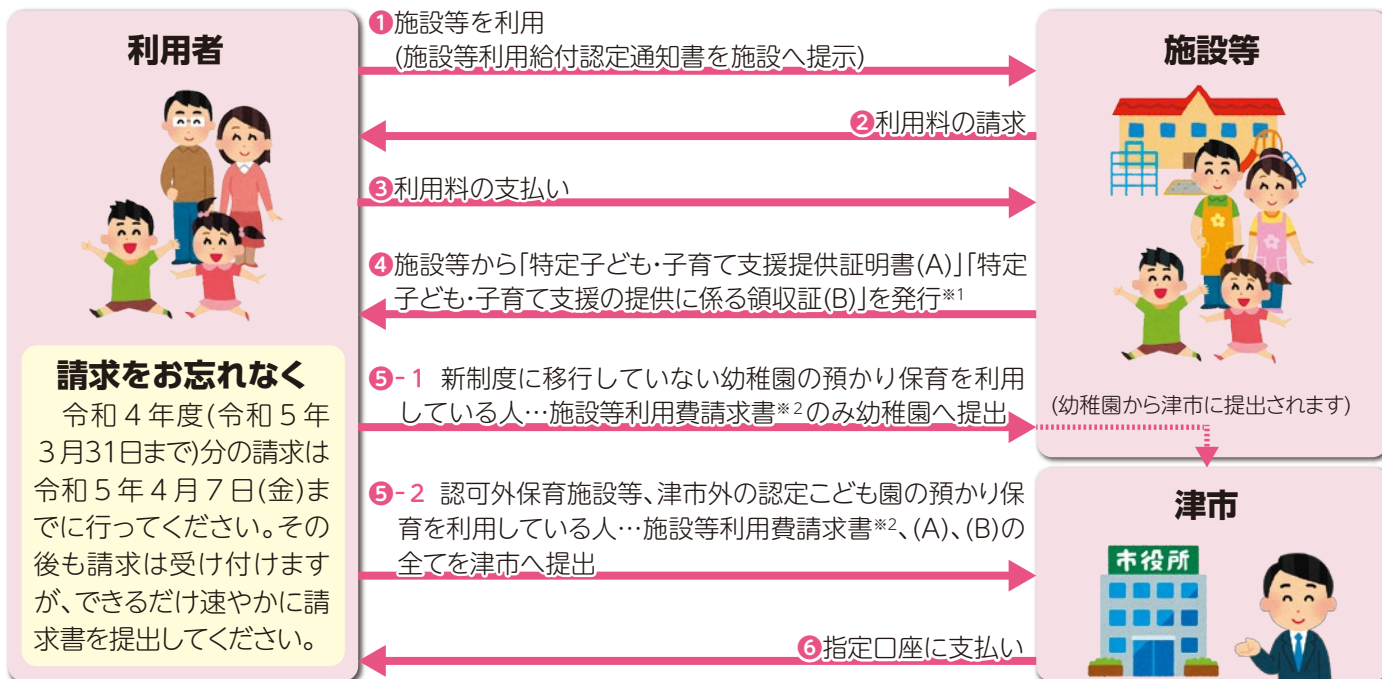 利用者
❶施設等を利用
(施設等利用給付認定通知書を施設へ提示)
施設等
❷利用料の請求
❸利用料の支払い
❹施設等から「特定子ども・子育て支援提供証明書(A)」「特定
子ども・子育て支援の提供に係る領収証(B)」を発行※1
請求をお忘れなく
令和4年度(令和5年
3月31日まで)分の請求は
令和5年4月7日(金)ま
でに行ってください。その
後も請求は受け付けます
が、できるだけ速やかに請
求書を提出してください。
❺-1 新制度に移行していない幼稚園の預かり保育を利用
している人…施設等利用費請求書※2のみ幼稚園へ提出
(幼稚園から津市に提出されます)
❺-2 認可外保育施設等、津市外の認定こども園の預かり保
育を利用している人…施設等利用費請求書※2、(A)、(B)の
全てを津市へ提出
津市
市役所
❻指定口座に支払い